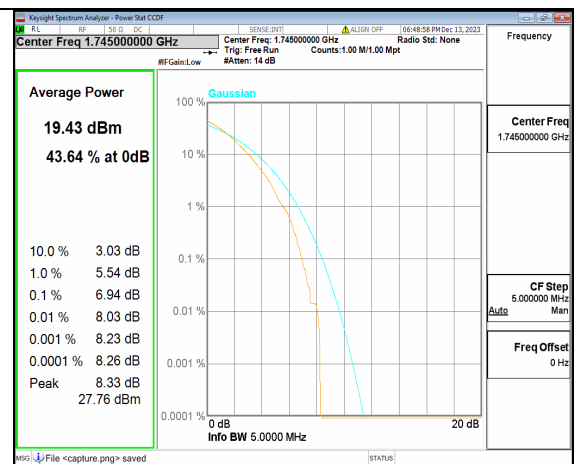 Keysight Spectrum Analyzer - Power Stat CCDF
RL RF 50 Ω DC SENSE:INT ALIGN OFF 06:48:58 PM Dec 13, 2023
Center Freq 1.745000000 GHz
Center Freq: 1.745000000 GHz Radio Std: None
Trig: Free Run Counts:1.00 M/1.00 Mpt
#IFGain:Low #Atten: 14 dB
Frequency
Average Power
19.43 dBm
43.64 % at 0dB
10.0 % 3.03 dB
1.0 % 5.54 dB
0.1 % 6.94 dB
0.01 % 8.03 dB
0.001 % 8.23 dB
0.0001 % 8.26 dB
Peak 8.33 dB
27.76 dBm
Gaussian
100 %
10 %
1 %
0.1 %
0.01 %
0.001 %
0.0001 %
0 dB 20 dB
Info BW 5.0000 MHz
Center Freq
1.745000000 GHz
CF Step
5.000000 MHz
Auto Man
Freq Offset
0 Hz
MSG File <capture.png> saved STATUS